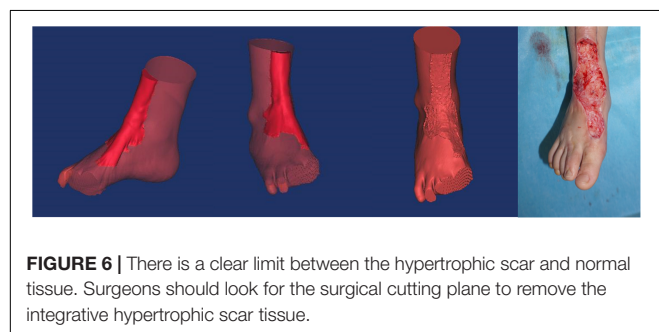 FIGURE 6 | There is a clear limit between the hypertrophic scar and normal
tissue. Surgeons should look for the surgical cutting plane to remove the
integrative hypertrophic scar tissue.